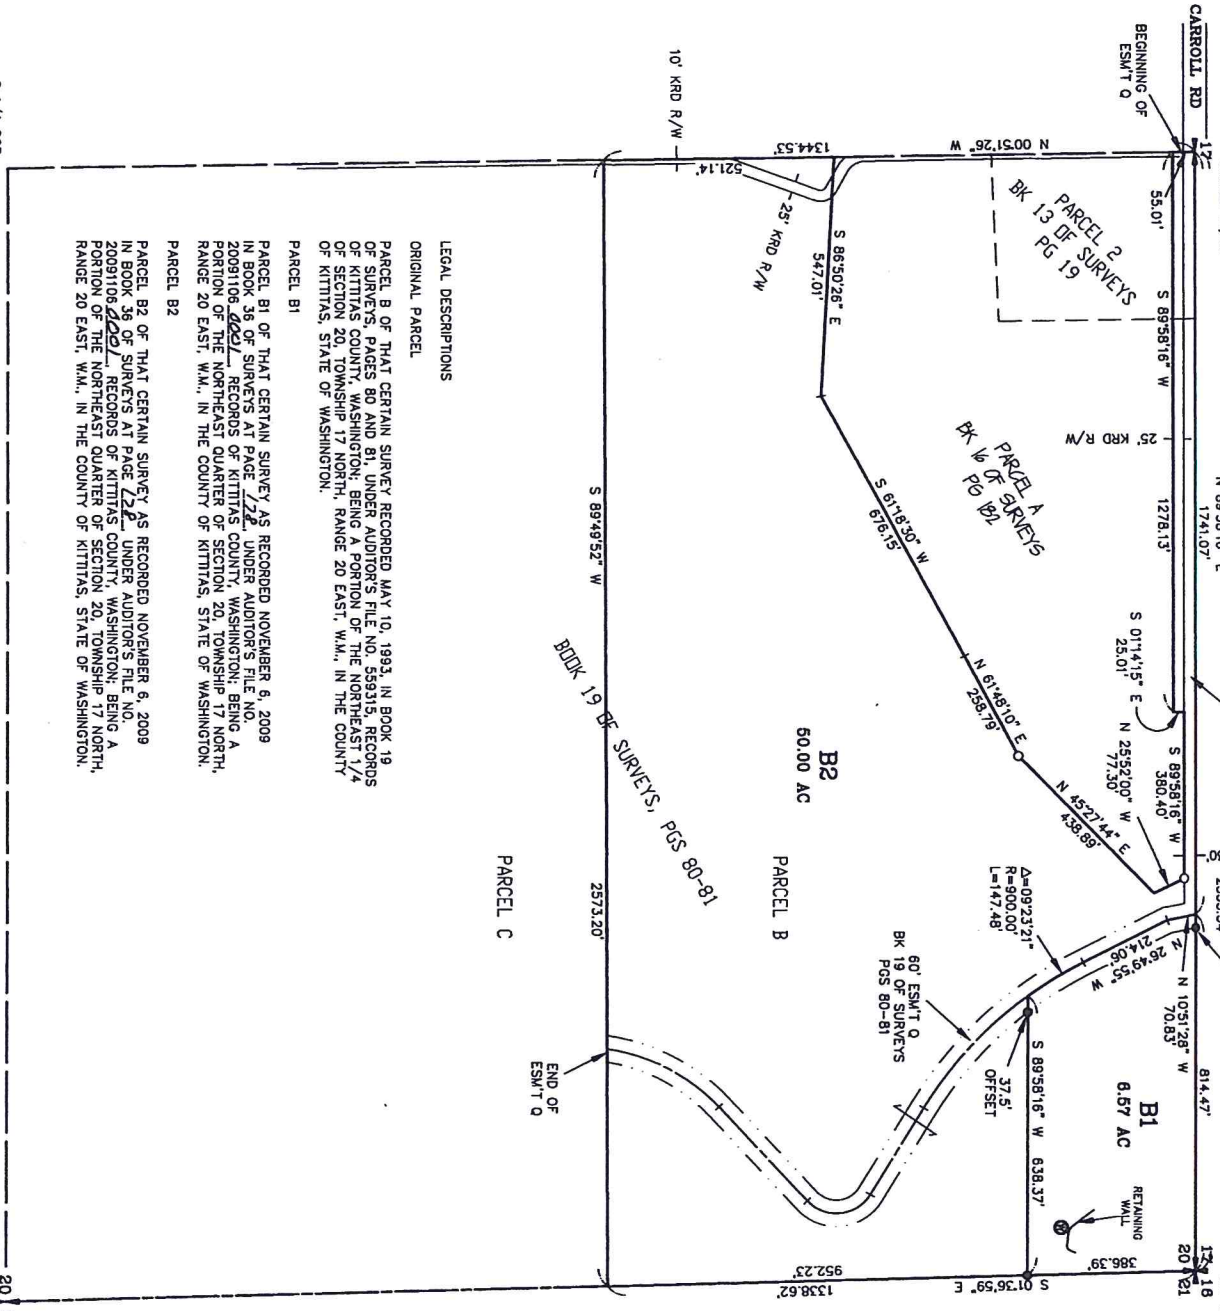 CARROLL RD
17
BEGINNING OF
ESM'T Q
1741.07'
814.47'
17
16
20
21
N 00°51'26" W
1344.53'
521.14'
10' KRD R/W
25' KRD R/W
55.01'
S 89°58'16" W
1278.13'
25' KRD R/W
PARCEL 2
BK 13 OF SURVEYS
PG 19
PARCEL A
BK 16 OF SURVEYS
PG 182
S 01°14'15" E
25.01'
S 89°58'16" W
380.40'
N 25°52'00" W
77.30'
N 10°51'28" W
70.83'
N 26°49'55" W
214.06'
S 86°50'26" E
547.01'
S 61°18'30" W
676.15'
N 61°48'10" E
258.79'
N 45°27'44" E
438.89'
Δ=09°23'21"
R=900.00'
L=147.48'
B1
6.57 AC
RETAINING
WALL
386.39'
S 89°58'16" W 638.37'
37.5'
OFFSET
60' ESM'T Q
BK 19 OF SURVEYS
PGS 80-81
B2
50.00 AC
PARCEL B
S 01°36'59" E
952.23'
1338.62'
BOOK 19 OF SURVEYS, PGS 80-81
S 89°49'52" W
2573.20'
END OF
ESM'T Q
PARCEL C
LEGAL DESCRIPTIONS
ORIGINAL PARCEL
PARCEL B OF THAT CERTAIN SURVEY RECORDED MAY 10, 1993, IN BOOK 19
OF SURVEYS, PAGES 80 AND 81, UNDER AUDITOR'S FILE NO. 559315, RECORDS
OF KITTITAS COUNTY, WASHINGTON; BEING A PORTION OF THE NORTHEAST 1/4
OF SECTION 20, TOWNSHIP 17 NORTH, RANGE 20 EAST, W.M., IN THE COUNTY
OF KITTITAS, STATE OF WASHINGTON.
PARCEL B1
PARCEL B1 OF THAT CERTAIN SURVEY AS RECORDED NOVEMBER 6, 2009
IN BOOK 36 OF SURVEYS AT PAGE 128, UNDER AUDITOR'S FILE NO.
200911060001, RECORDS OF KITTITAS COUNTY, WASHINGTON; BEING A
PORTION OF THE NORTHEAST QUARTER OF SECTION 20, TOWNSHIP 17 NORTH,
RANGE 20 EAST, W.M., IN THE COUNTY OF KITTITAS, STATE OF WASHINGTON.
PARCEL B2
PARCEL B2 OF THAT CERTAIN SURVEY AS RECORDED NOVEMBER 6, 2009
IN BOOK 36 OF SURVEYS AT PAGE 128, UNDER AUDITOR'S FILE NO.
200911060001, RECORDS OF KITTITAS COUNTY, WASHINGTON; BEING A
PORTION OF THE NORTHEAST QUARTER OF SECTION 20, TOWNSHIP 17 NORTH,
RANGE 20 EAST, W.M., IN THE COUNTY OF KITTITAS, STATE OF WASHINGTON.
20